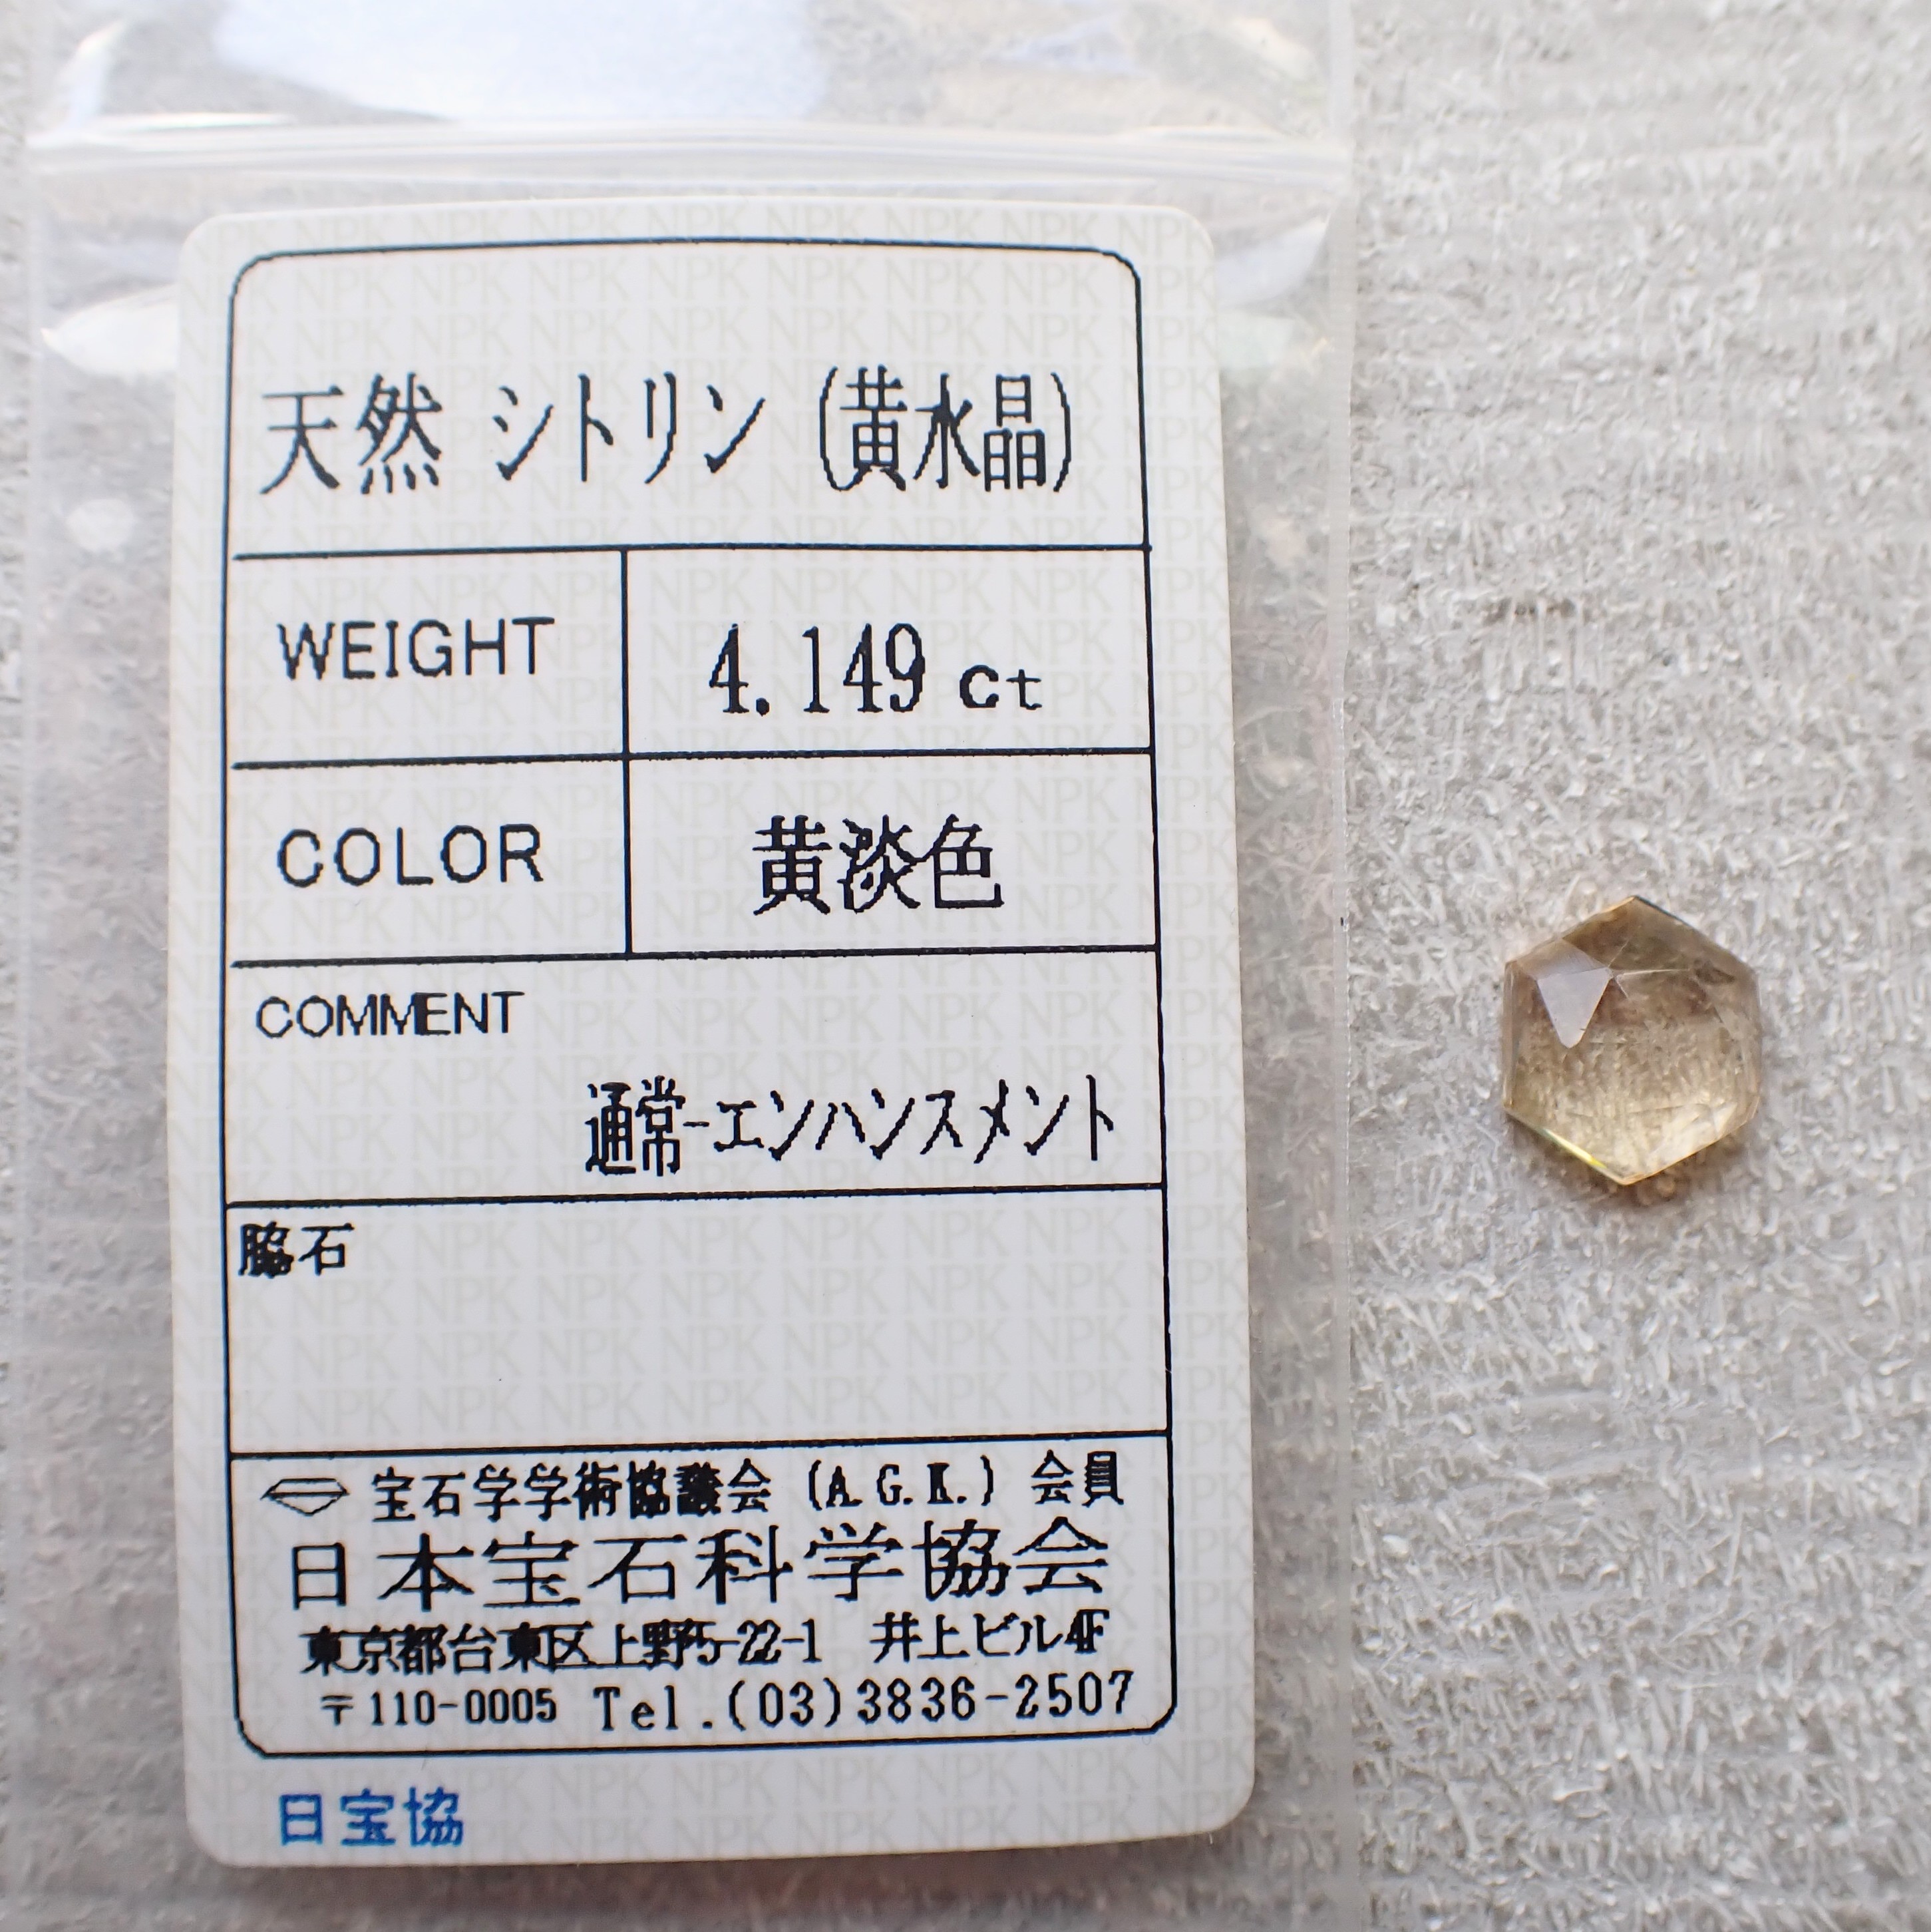 天然 シトリン (黄水晶)
WEIGHT 4.149 ct
COLOR 黄淡色
COMMENT
通常-エンハンスメント
脇石
宝石学学術協議会 (A.G.K.) 会員
日本宝石科学協会
東京都台東区上野5-22-1 井上ビル4F
〒110-0005 Tel.(03)3836-2507
日宝協